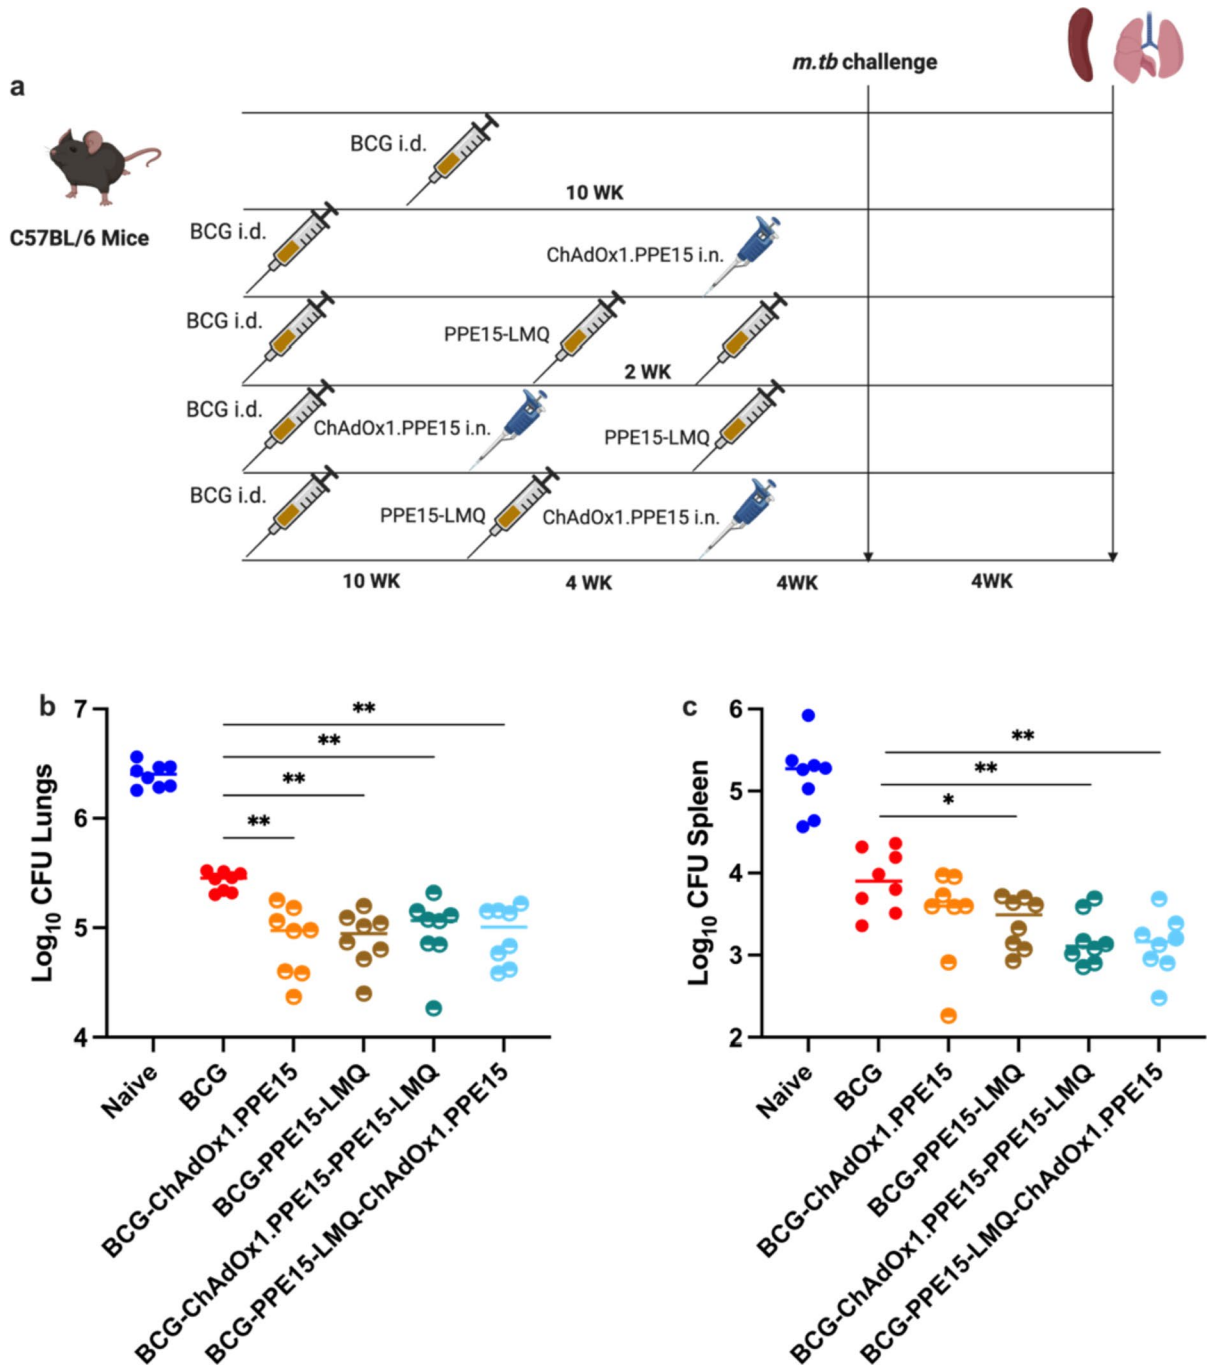 a
m.tb challenge
C57BL/6 Mice
BCG i.d.
10 WK
BCG i.d.
ChAdOx1.PPE15 i.n.
BCG i.d.
PPE15-LMQ
2 WK
BCG i.d.
ChAdOx1.PPE15 i.n.
PPE15-LMQ
BCG i.d.
PPE15-LMQ
ChAdOx1.PPE15 i.n.
10 WK
4 WK
4WK
4WK
b
Log10 CFU Lungs
7
6
5
4
**
**
**
**
Naive
BCG
BCG-ChAdOx1.PPE15
BCG-PPE15-LMQ
BCG-ChAdOx1.PPE15-PPE15-LMQ
BCG-PPE15-LMQ-ChAdOx1.PPE15
c
Log10 CFU Spleen
6
5
4
3
2
**
**
*
Naive
BCG
BCG-ChAdOx1.PPE15
BCG-PPE15-LMQ
BCG-ChAdOx1.PPE15-PPE15-LMQ
BCG-PPE15-LMQ-ChAdOx1.PPE15